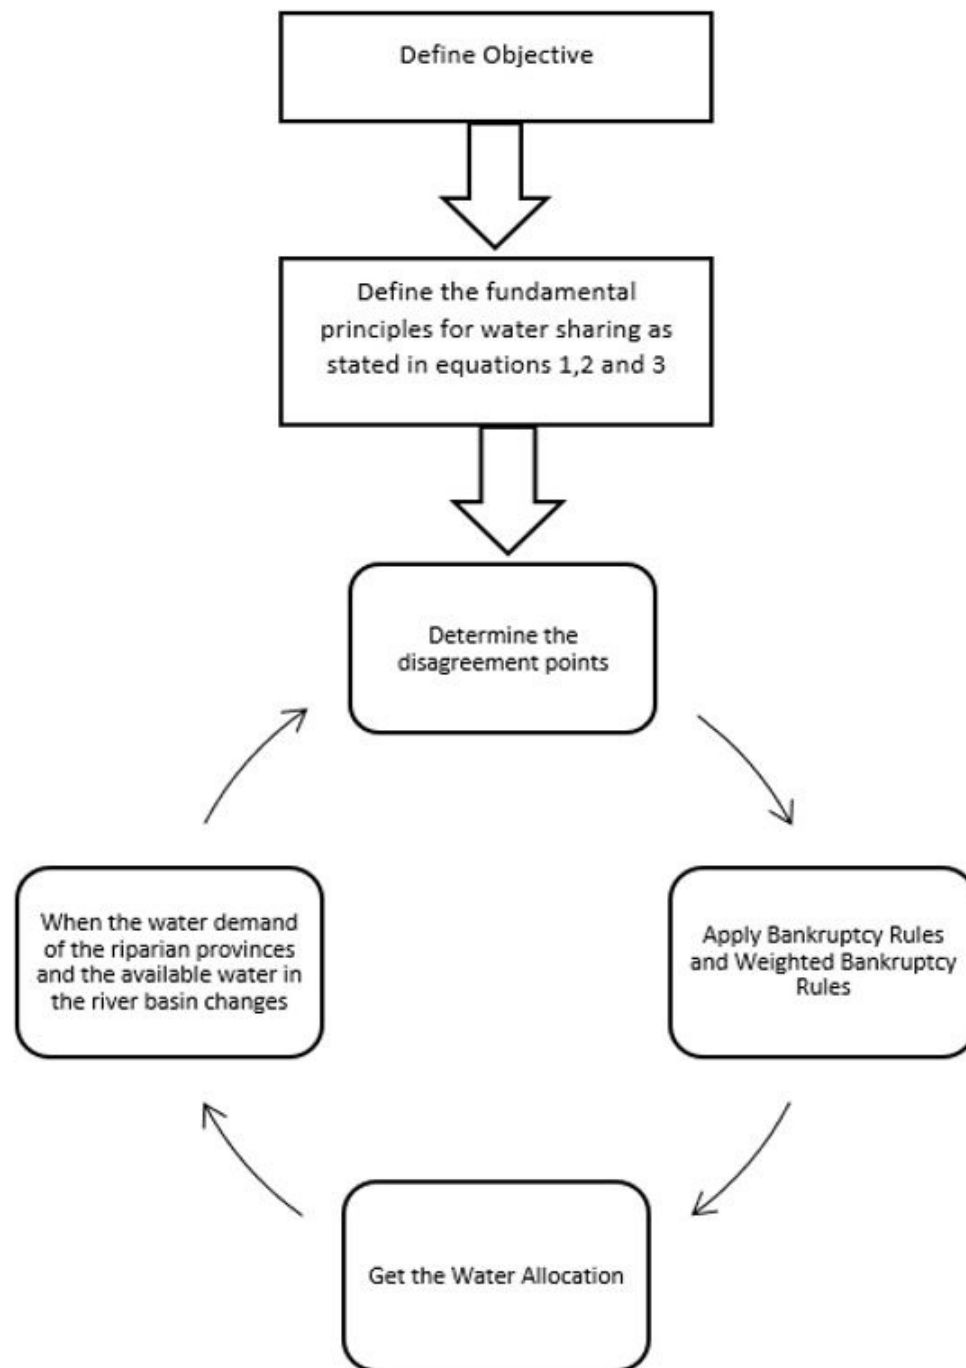 Define Objective
Define the fundamental
principles for water sharing as
stated in equations 1,2 and 3
Determine the
disagreement points
Apply Bankruptcy Rules
and Weighted Bankruptcy
Rules
Get the Water Allocation
When the water demand
of the riparian provinces
and the available water in
the river basin changes